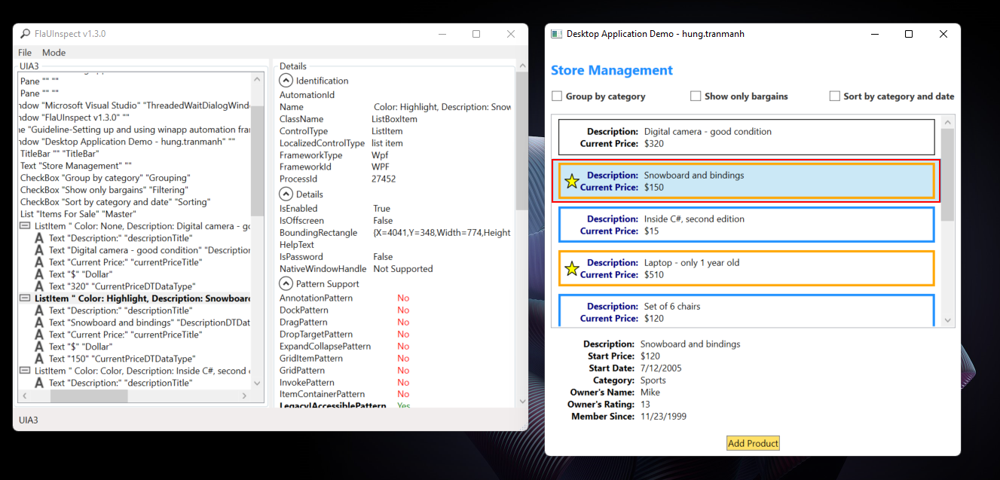 FlaUInspect v1.3.0
File Mode
UIA3
Pane "" ""
Pane "" ""
ndow "Microsoft Visual Studio" "ThreadedWaitDialogWind
ndow "FlaUInspect v1.3.0" ""
e "Guideline-Setting up and using winapp automation fra
ndow "Desktop Application Demo - hung.tranmanh" ""
TitleBar "" "TitleBar"
Text "Store Management" ""
CheckBox "Group by category" "Grouping"
CheckBox "Show only bargains" "Filtering"
CheckBox "Sort by category and date" "Sorting"
List "Items For Sale" "Master"
ListItem " Color: None, Description: Digital camera - go
Text "Description:" "descriptionTitle"
Text "Digital camera - good condition" "Description
Text "Current Price:" "currentPriceTitle"
Text "$" "Dollar"
Text "320" "CurrentPriceDTDataType"
ListItem " Color: Highlight, Description: Snowboard
Text "Description:" "descriptionTitle"
Text "Snowboard and bindings" "DescriptionDTDat
Text "Current Price:" "currentPriceTitle"
Text "$" "Dollar"
Text "150" "CurrentPriceDTDataType"
ListItem " Color: Color, Description: Inside C#, second
Text "Description:" "descriptionTitle"
UIA3
Details
Identification
AutomationId
Name Color: Highlight, Description: Snow
ClassName ListBoxItem
ControlType ListItem
LocalizedControlType list item
FrameworkType Wpf
FrameworkId WPF
ProcessId 27452
Details
IsEnabled True
IsOffscreen False
BoundingRectangle {X=4041,Y=348,Width=774,Height
HelpText
IsPassword False
NativeWindowHandle Not Supported
Pattern Support
AnnotationPattern No
DockPattern No
DragPattern No
DropTargetPattern No
ExpandCollapsePattern No
GridItemPattern No
GridPattern No
InvokePattern No
ItemContainerPattern No
LegacyIAccessiblePattern Yes
Desktop Application Demo - hung.tranmanh
Store Management
Group by category Show only bargains Sort by category and date
Description: Digital camera - good condition
Current Price: $320
Description: Snowboard and bindings
Current Price: $150
Description: Inside C#, second edition
Current Price: $15
Description: Laptop - only 1 year old
Current Price: $510
Description: Set of 6 chairs
Current Price: $120
Description: Snowboard and bindings
Start Price: $120
Start Date: 7/12/2005
Category: Sports
Owner's Name: Mike
Owner's Rating: 13
Member Since: 11/23/1999
Add Product